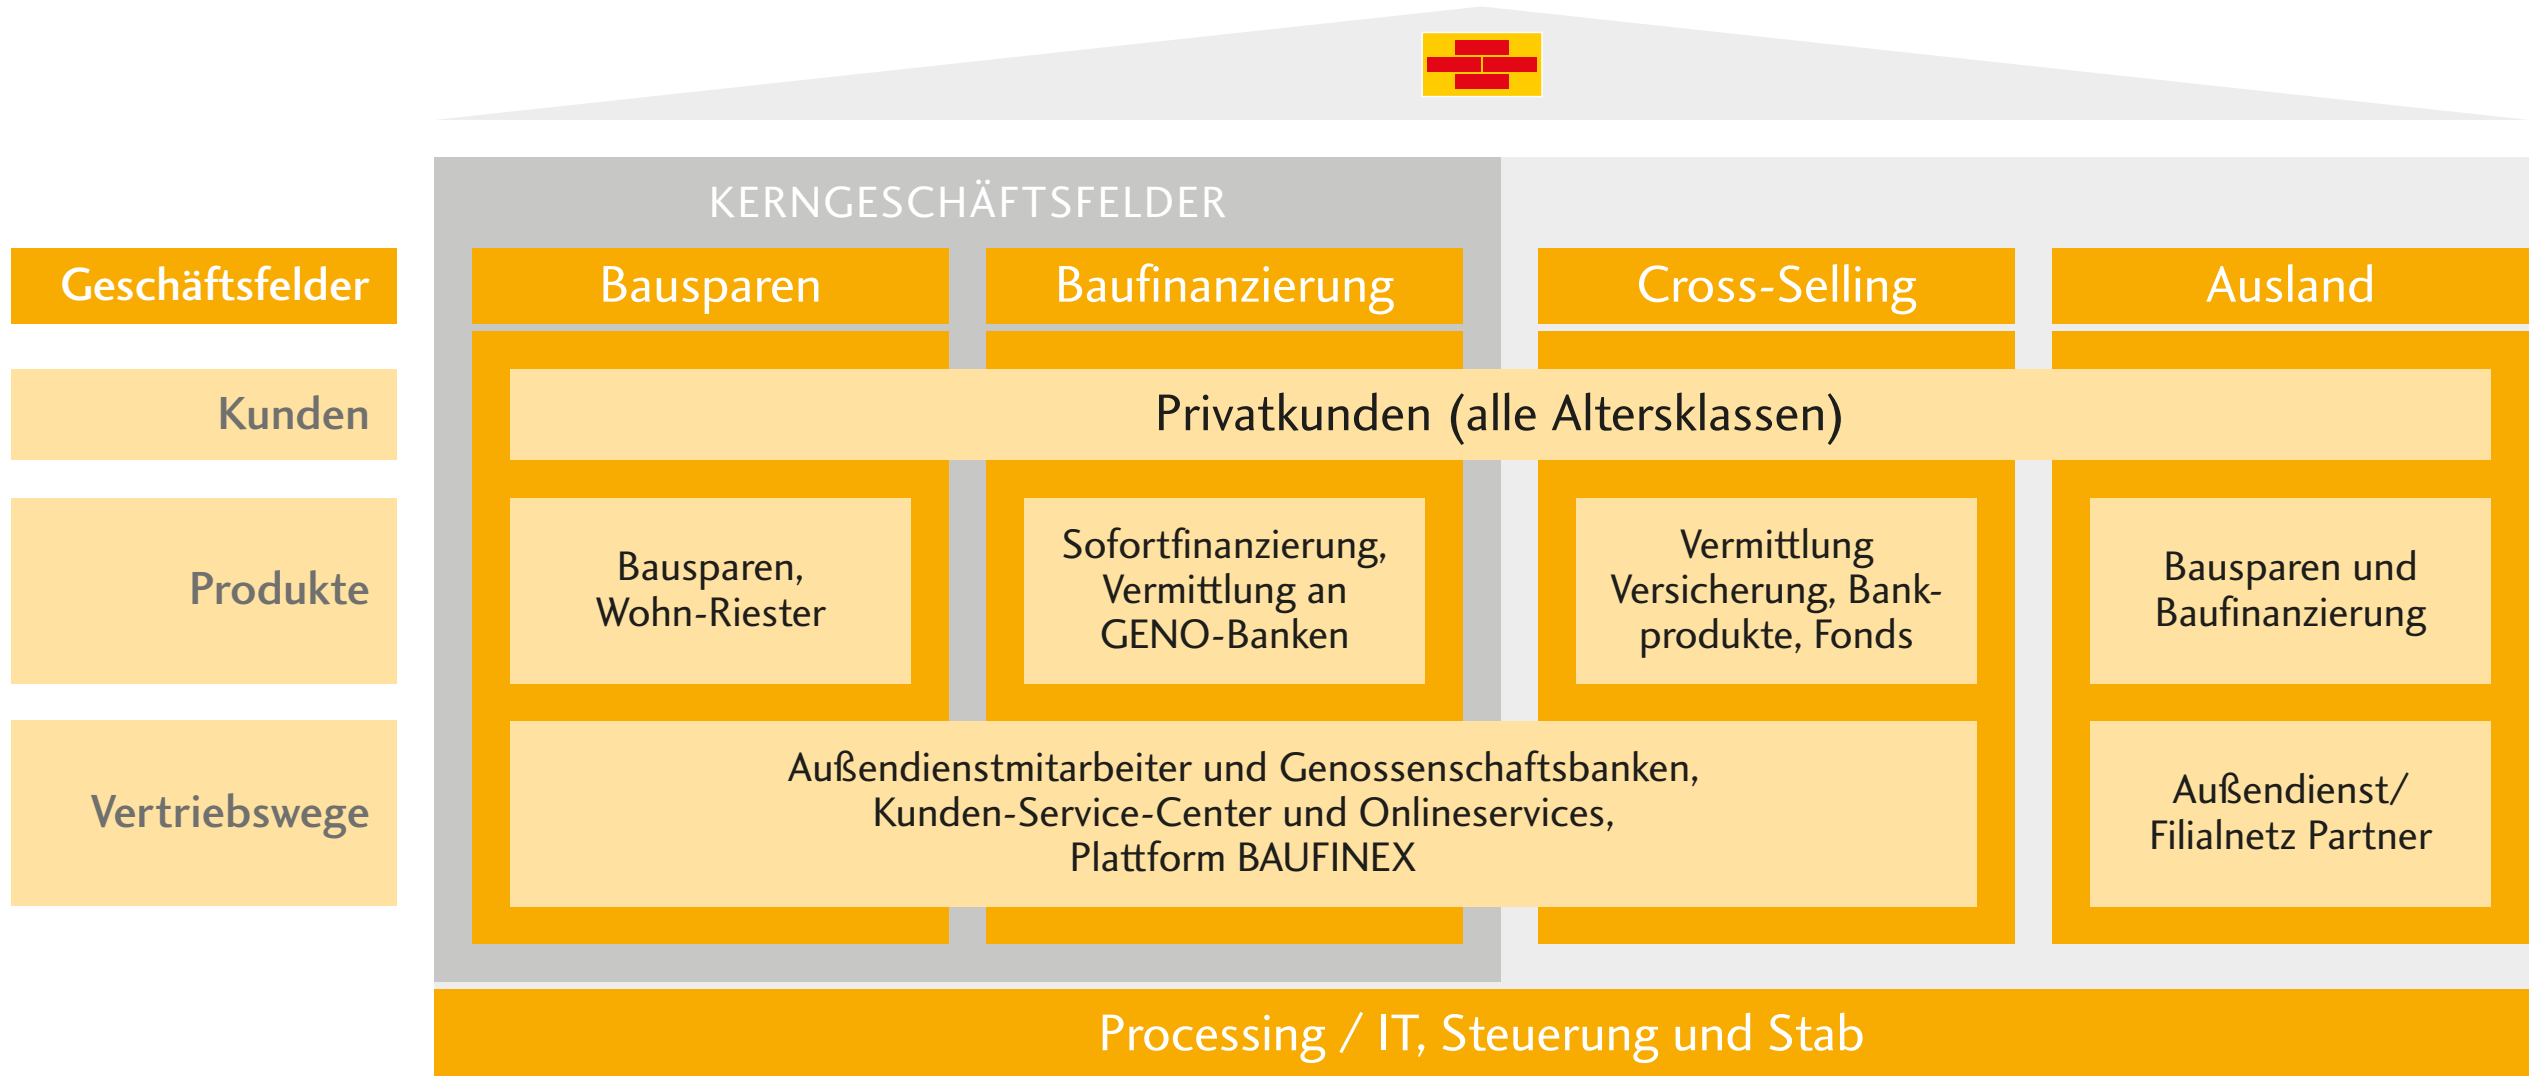 KERNGESCHÄFTSFELDER
Geschäftsfelder
Bausparen
Baufinanzierung
Cross-Selling
Ausland
Kunden
Privatkunden (alle Altersklassen)
Produkte
Bausparen,
Wohn-Riester
Sofortfinanzierung,
Vermittlung an
GENO-Banken
Vermittlung
Versicherung, Bank-
produkte, Fonds
Bausparen und
Baufinanzierung
Vertriebswege
Außendienstmitarbeiter und Genossenschaftsbanken,
Kunden-Service-Center und Onlineservices,
Plattform BAUFINEX
Außendienst/
Filialnetz Partner
Processing / IT, Steuerung und Stab